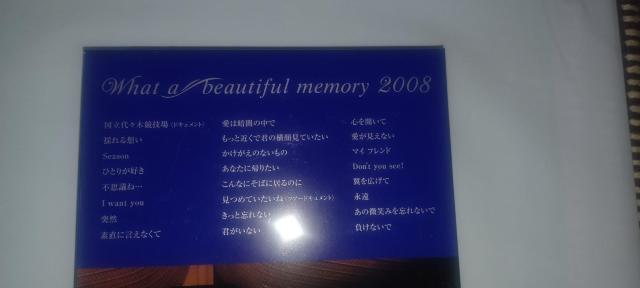 What a beautiful memory 2008
国立代々木競技場(ドキュメント)
揺れる想い
Season
ひとりが好き
不思議ね…
I want you
突然
素直に言えなくて
愛は暗闇の中で
もっと近くで君の横顔見ていたい
かけがえのないもの
あなたに帰りたい
こんなにそばに居るのに
見つめていたいね(ツアードキュメント)
きっと忘れない
君がいない
心を開いて
愛が見えない
マイ フレンド
Don't you see!
翼を広げて
永遠
あの微笑みを忘れないで
負けないで